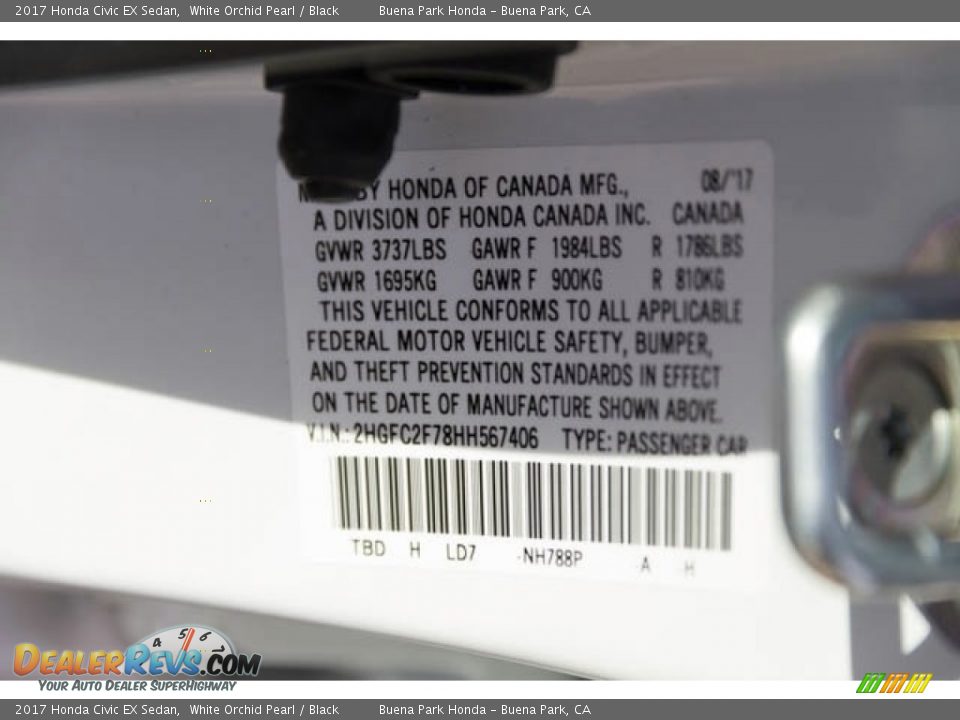 2017 Honda Civic EX Sedan, White Orchid Pearl / Black Buena Park Honda – Buena Park, CA
BY HONDA OF CANADA MFG., 08/'17
A DIVISION OF HONDA CANADA INC. CANADA
GVWR 3737LBS GAWR F 1984LBS R 1786LBS
GVWR 1695KG GAWR F 900KG R 810KG
THIS VEHICLE CONFORMS TO ALL APPLICABLE
FEDERAL MOTOR VEHICLE SAFETY, BUMPER,
AND THEFT PREVENTION STANDARDS IN EFFECT
ON THE DATE OF MANUFACTURE SHOWN ABOVE.
V.I.N.: 2HGFC2F78HH567406 TYPE: PASSENGER CAR
TBD H LD7 -NH788P A H
4 5 6 7
DEALERREVS.COM
YOUR AUTO DEALER SUPERHIGHWAY
2017 Honda Civic EX Sedan, White Orchid Pearl / Black Buena Park Honda – Buena Park, CA